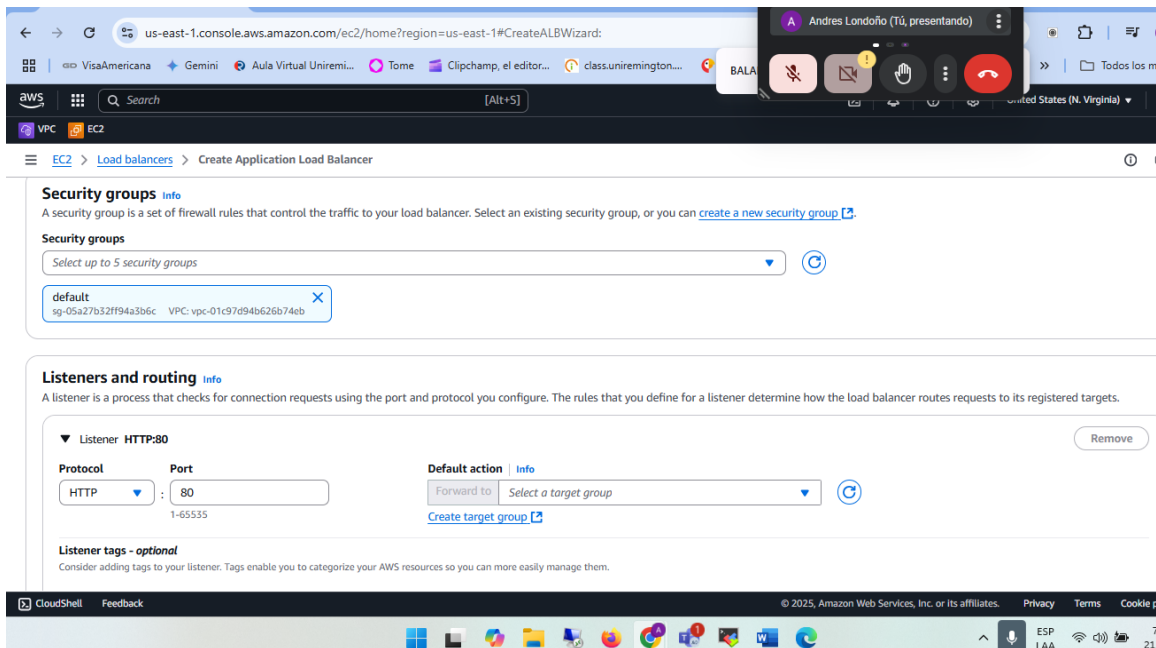 A Andres Londoño (Tú, presentando)
us-east-1.console.aws.amazon.com/ec2/home?region=us-east-1#CreateALBWizard:
VisaAmericana Gemini Aula Virtual Uniremi... Tome Clipchamp, el editor... class.uniremington.... BALA » Todos los m
aws Search [Alt+S] United States (N. Virginia)
VPC EC2
EC2 > Load balancers > Create Application Load Balancer
Security groups Info
A security group is a set of firewall rules that control the traffic to your load balancer. Select an existing security group, or you can create a new security group.
Security groups
Select up to 5 security groups
default
sg-05a27b32ff94a3b6c VPC: vpc-01c97d94b626b74eb
Listeners and routing Info
A listener is a process that checks for connection requests using the port and protocol you configure. The rules that you define for a listener determine how the load balancer routes requests to its registered targets.
Listener HTTP:80 Remove
Protocol Port Default action Info
HTTP : 80 Forward to Select a target group
1-65535 Create target group
Listener tags - optional
Consider adding tags to your listener. Tags enable you to categorize your AWS resources so you can more easily manage them.
CloudShell Feedback © 2025, Amazon Web Services, Inc. or its affiliates. Privacy Terms Cookie p
ESP 7
LAA 21